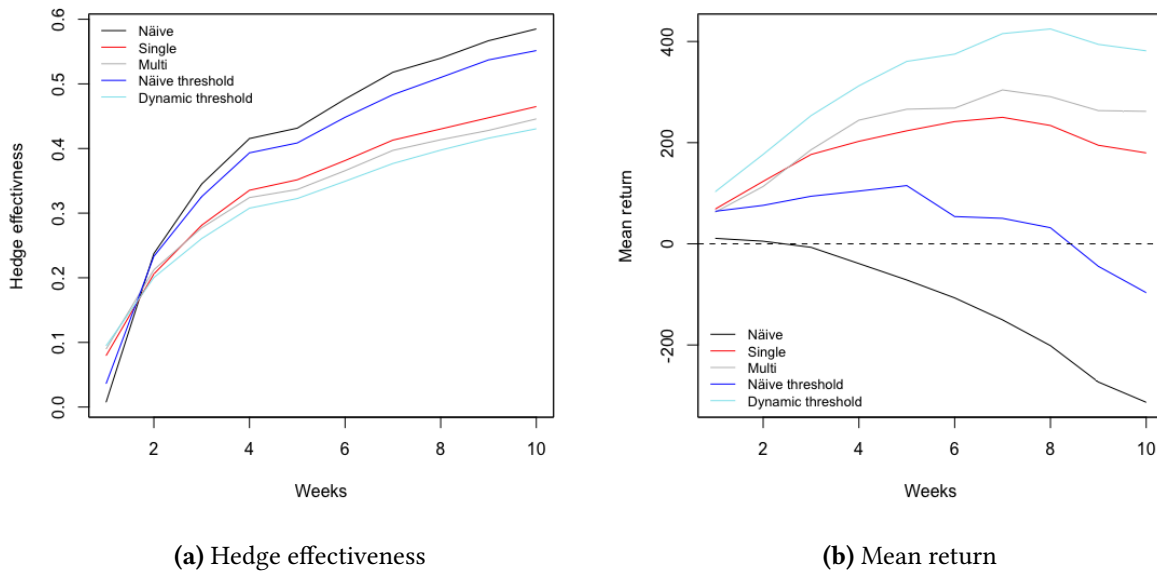 0.6
0.5
0.4
0.3
0.2
0.1
0.0
Hedge effectivness
Näive
Single
Multi
Näive threshold
Dynamic threshold
2 4 6 8 10
Weeks
(a) Hedge effectiveness
400
200
0
-200
Mean return
Näive
Single
Multi
Näive threshold
Dynamic threshold
2 4 6 8 10
Weeks
(b) Mean return